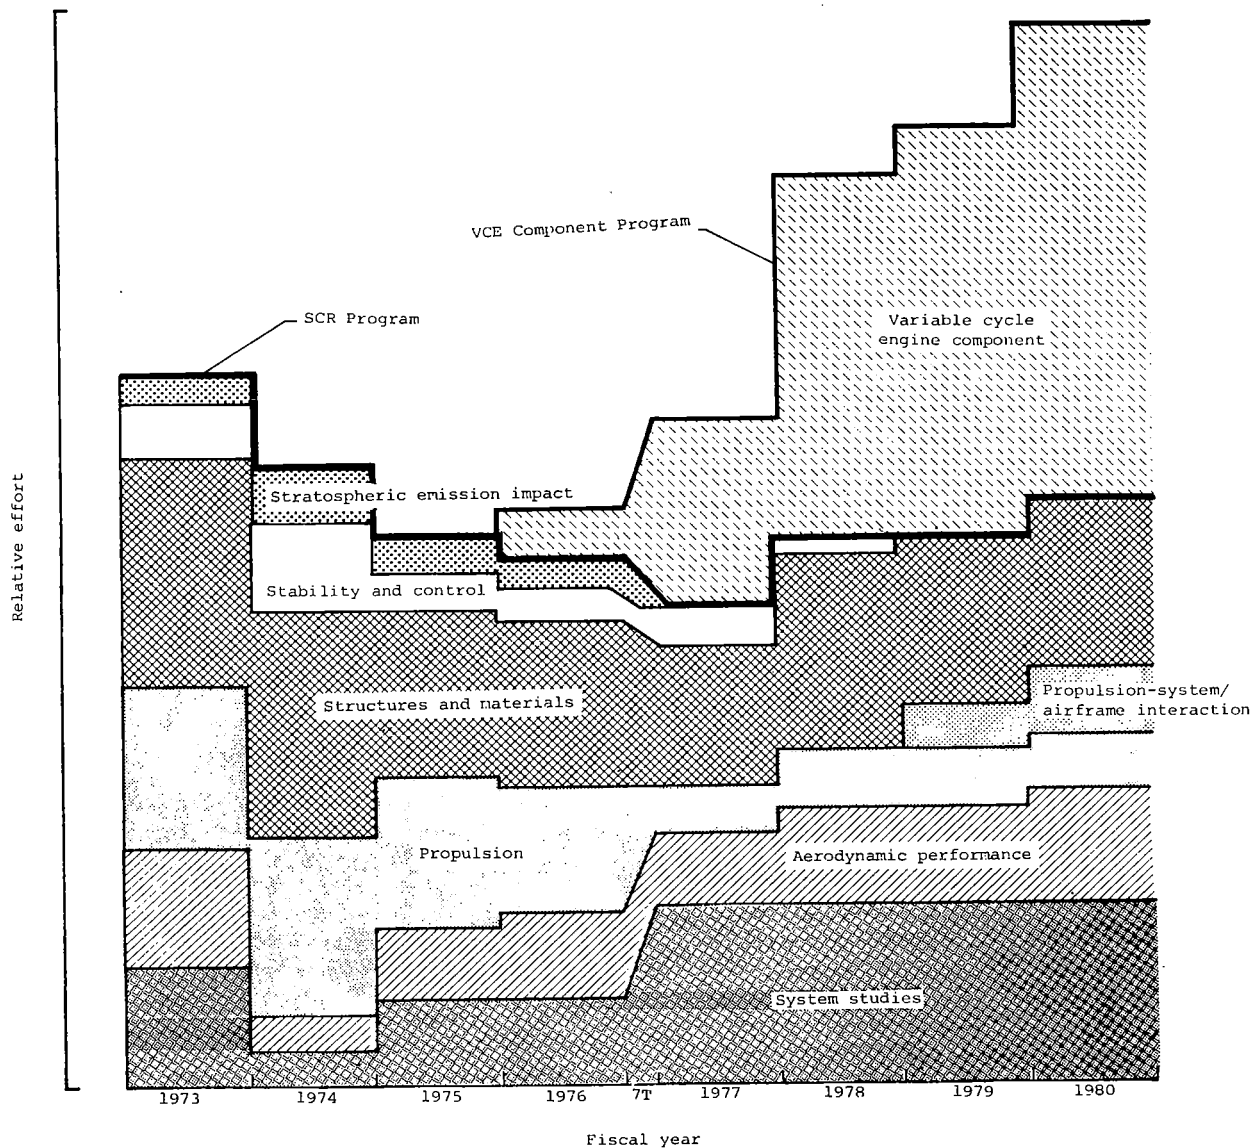 VCE Component Program
SCR Program
Variable cycle
engine component
Stratospheric emission impact
Stability and control
Structures and materials
Propulsion-system/
airframe interaction
Propulsion
Aerodynamic performance
System studies
Relative effort
1973 1974 1975 1976 7T 1977 1978 1979 1980
Fiscal year